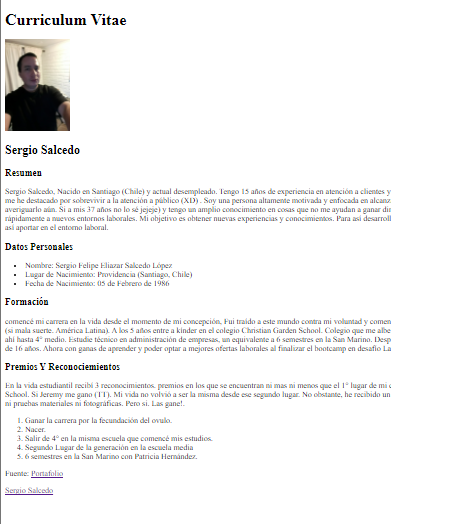 Curriculum Vitae
Sergio Salcedo
Resumen
Sergio Salcedo, Nacido en Santiago (Chile) y actual desempleado. Tengo 15 años de experiencia en atención a clientes y
me he destacado por sobrevivir a la atención a público (XD) . Soy una persona altamente motivada y enfocada en alcanz
averiguarlo aún. Si a mis 37 años no lo sé jejeje) y tengo un amplio conocimiento en cosas que no me ayudan a ganar din
rápidamente a nuevos entornos laborales. Mi objetivo es obtener nuevas experiencias y conocimientos. Para así desarroll
así aportar en el entorno laboral.
Datos Personales
Nombre: Sergio Felipe Eliazar Salcedo López
Lugar de Nacimiento: Providencia (Santiago, Chile)
Fecha de Nacimiento: 05 de Febrero de 1986
Formación
comencé mi carrera en la vida desde el momento de mi concepción, Fui traído a este mundo contra mi voluntad y comen
(si mala suerte. América Latina). A los 5 años entre a kinder en el colegio Christian Garden School. Colegio que me albe
ahí hasta 4° medio. Estudie técnico en administración de empresas, un equivalente a 6 semestres en la San Marino. Desp
de 16 años. Ahora con ganas de aprender y poder optar a mejores ofertas laborales al finalizar el bootcamp en desafió La
Premios Y Reconociemientos
En la vida estudiantil recibí 3 reconocimientos. premios en los que se encuentran ni mas ni menos que el 1° lugar de mi c
School. Si Jeremy me gano (TT). Mi vida no volvió a ser la misma desde ese segundo lugar. No obstante, he recibido un
ni pruebas materiales ni fotográficas. Pero si. Las gane!.
1. Ganar la carrera por la fecundación del ovulo.
2. Nacer.
3. Salir de 4° en la misma escuela que comencé mis estudios.
4. Segundo Lugar de la generación en la escuela media
5. 6 semestres en la San Marino con Patricia Hernández.
Fuente: Portafolio
Sergio Salcedo